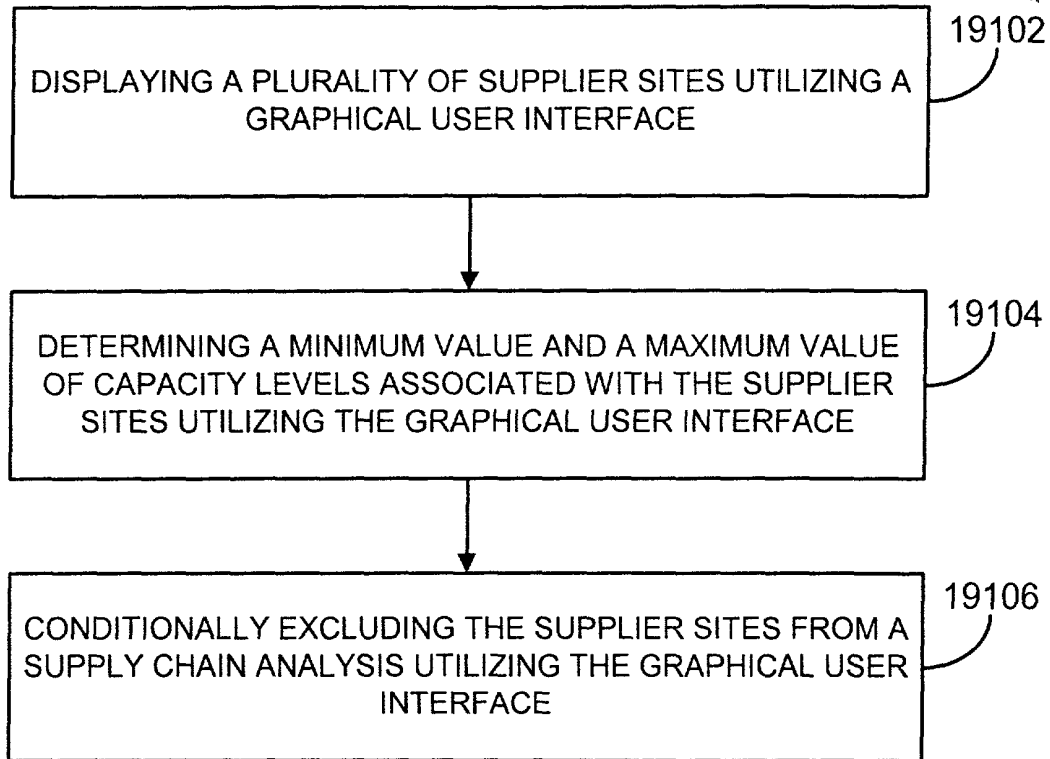 19102
DISPLAYING A PLURALITY OF SUPPLIER SITES UTILIZING A
GRAPHICAL USER INTERFACE
19104
DETERMINING A MINIMUM VALUE AND A MAXIMUM VALUE
OF CAPACITY LEVELS ASSOCIATED WITH THE SUPPLIER
SITES UTILIZING THE GRAPHICAL USER INTERFACE
19106
CONDITIONALLY EXCLUDING THE SUPPLIER SITES FROM A
SUPPLY CHAIN ANALYSIS UTILIZING THE GRAPHICAL USER
INTERFACE